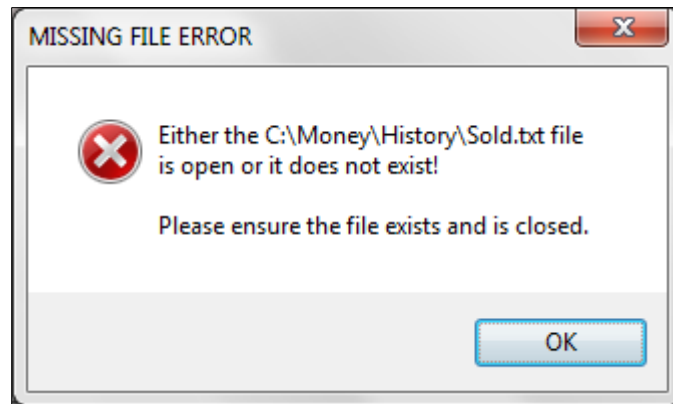 MISSING FILE ERROR
Either the C:\Money\History\Sold.txt file
is open or it does not exist!
Please ensure the file exists and is closed.
OK